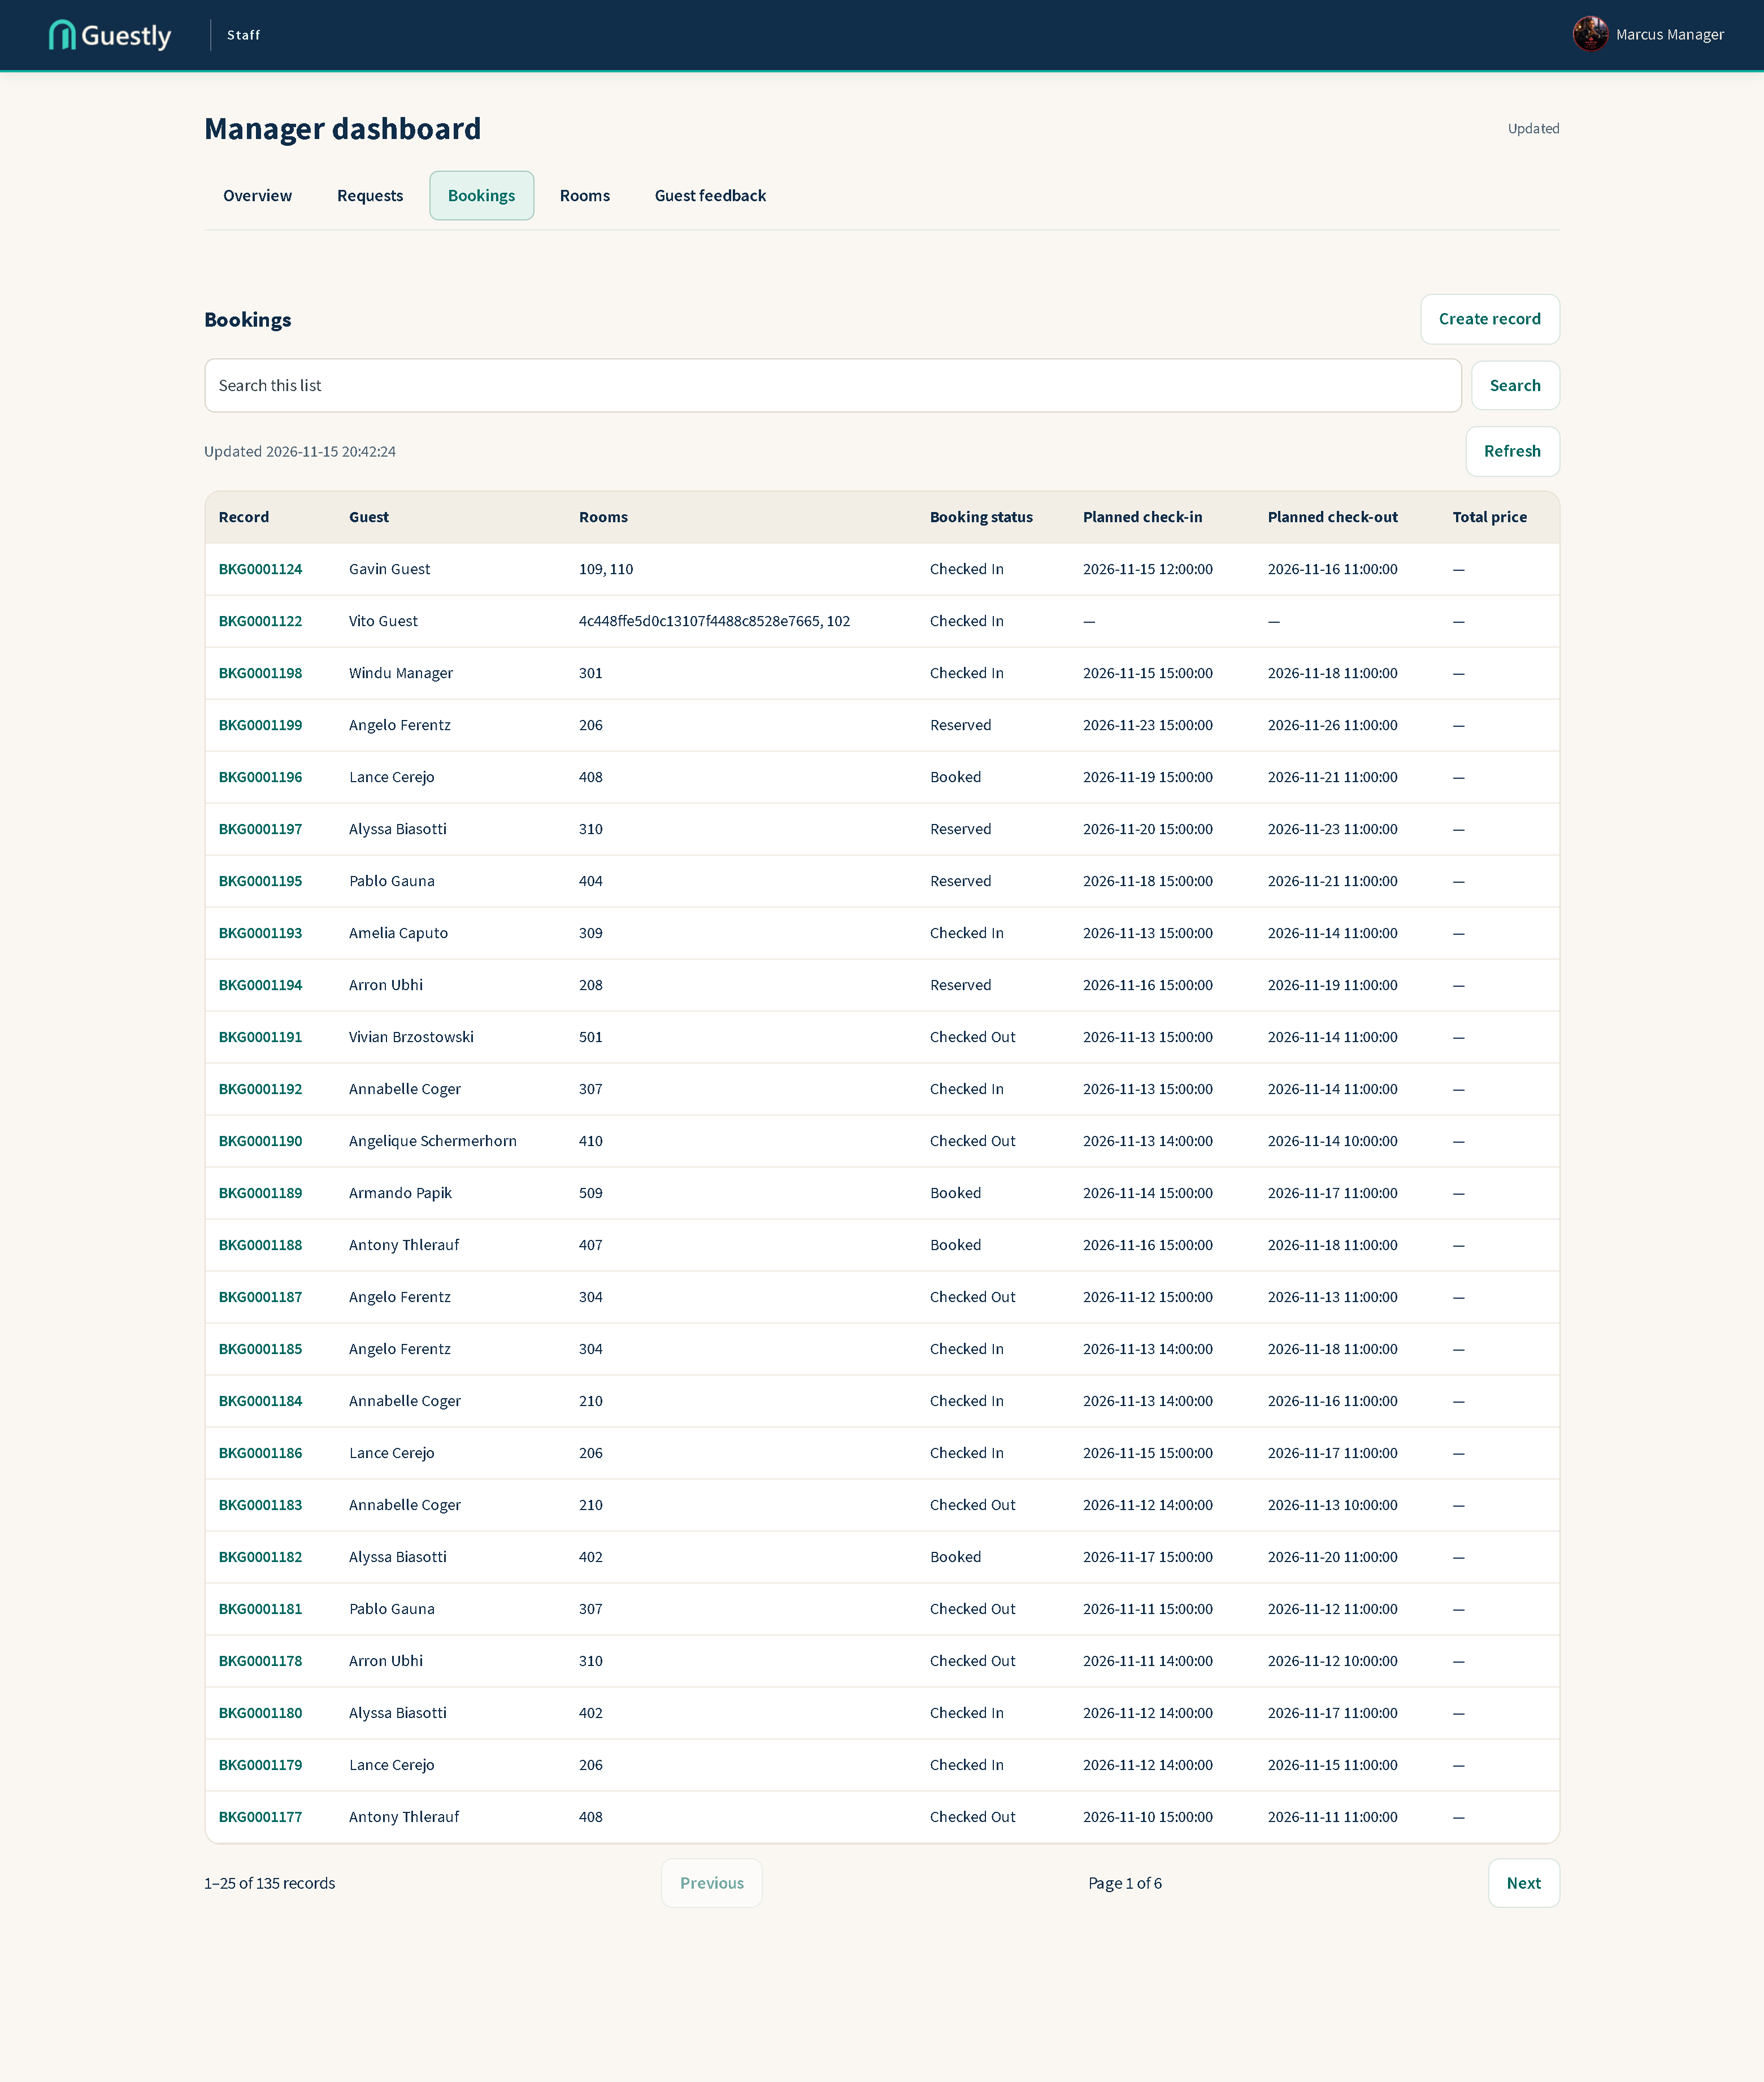 Guestly
Staff
Marcus Manager
Manager dashboard
Updated
Overview Requests Bookings Rooms Guest feedback
Bookings
Create record
Search this list
Search
Updated 2026-11-15 20:42:24
Refresh
Record Guest Rooms Booking status Planned check-in Planned check-out Total price
BKG0001124 Gavin Guest 109, 110 Checked In 2026-11-15 12:00:00 2026-11-16 11:00:00 —
BKG0001122 Vito Guest 4c448ffe5d0c13107f4488c8528e7665, 102 Checked In — — —
BKG0001198 Windu Manager 301 Checked In 2026-11-15 15:00:00 2026-11-18 11:00:00 —
BKG0001199 Angelo Ferentz 206 Reserved 2026-11-23 15:00:00 2026-11-26 11:00:00 —
BKG0001196 Lance Cerejo 408 Booked 2026-11-19 15:00:00 2026-11-21 11:00:00 —
BKG0001197 Alyssa Biasotti 310 Reserved 2026-11-20 15:00:00 2026-11-23 11:00:00 —
BKG0001195 Pablo Gauna 404 Reserved 2026-11-18 15:00:00 2026-11-21 11:00:00 —
BKG0001193 Amelia Caputo 309 Checked In 2026-11-13 15:00:00 2026-11-14 11:00:00 —
BKG0001194 Arron Ubhi 208 Reserved 2026-11-16 15:00:00 2026-11-19 11:00:00 —
BKG0001191 Vivian Brzostowski 501 Checked Out 2026-11-13 15:00:00 2026-11-14 11:00:00 —
BKG0001192 Annabelle Coger 307 Checked In 2026-11-13 15:00:00 2026-11-14 11:00:00 —
BKG0001190 Angelique Schermerhorn 410 Checked Out 2026-11-13 14:00:00 2026-11-14 10:00:00 —
BKG0001189 Armando Papik 509 Booked 2026-11-14 15:00:00 2026-11-17 11:00:00 —
BKG0001188 Antony Thlerauf 407 Booked 2026-11-16 15:00:00 2026-11-18 11:00:00 —
BKG0001187 Angelo Ferentz 304 Checked Out 2026-11-12 15:00:00 2026-11-13 11:00:00 —
BKG0001185 Angelo Ferentz 304 Checked In 2026-11-13 14:00:00 2026-11-18 11:00:00 —
BKG0001184 Annabelle Coger 210 Checked In 2026-11-13 14:00:00 2026-11-16 11:00:00 —
BKG0001186 Lance Cerejo 206 Checked In 2026-11-15 15:00:00 2026-11-17 11:00:00 —
BKG0001183 Annabelle Coger 210 Checked Out 2026-11-12 14:00:00 2026-11-13 10:00:00 —
BKG0001182 Alyssa Biasotti 402 Booked 2026-11-17 15:00:00 2026-11-20 11:00:00 —
BKG0001181 Pablo Gauna 307 Checked Out 2026-11-11 15:00:00 2026-11-12 11:00:00 —
BKG0001178 Arron Ubhi 310 Checked Out 2026-11-11 14:00:00 2026-11-12 10:00:00 —
BKG0001180 Alyssa Biasotti 402 Checked In 2026-11-12 14:00:00 2026-11-17 11:00:00 —
BKG0001179 Lance Cerejo 206 Checked In 2026-11-12 14:00:00 2026-11-15 11:00:00 —
BKG0001177 Antony Thlerauf 408 Checked Out 2026-11-10 15:00:00 2026-11-11 11:00:00 —
1–25 of 135 records Previous Page 1 of 6 Next